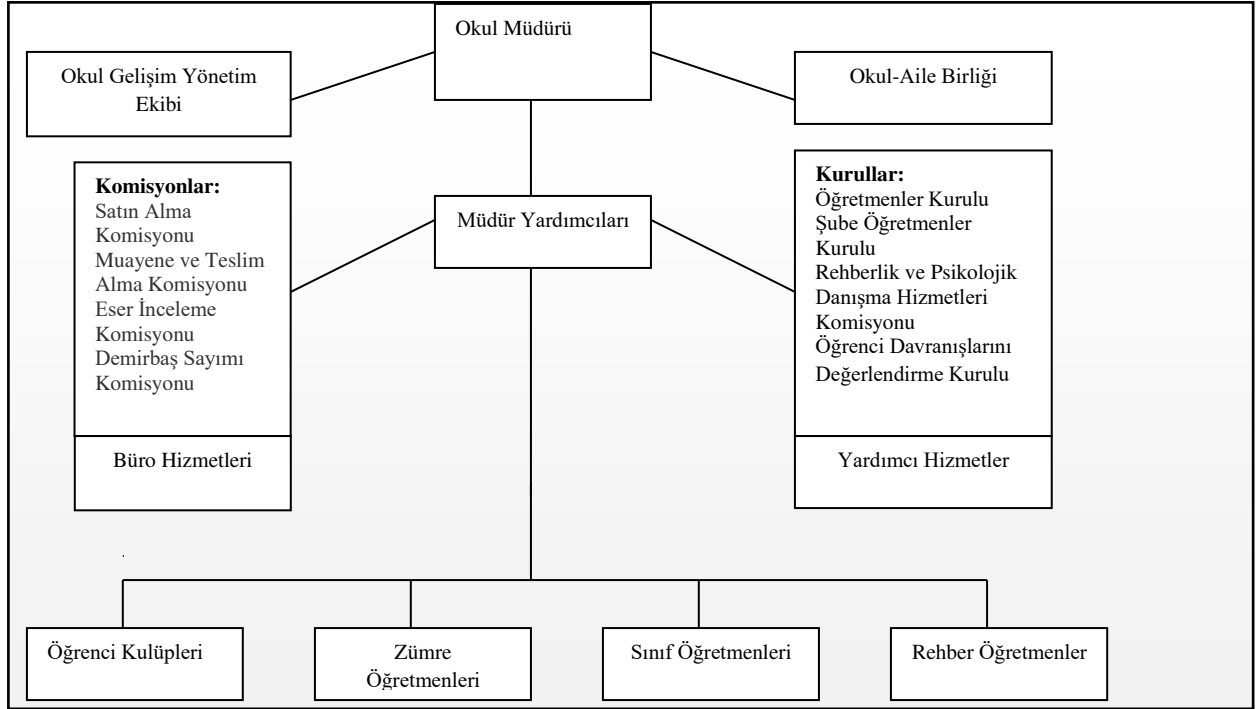 Okul Müdürü
Okul Gelişim Yönetim
Ekibi
Okul-Aile Birliği
Komisyonlar:
Satın Alma
Komisyonu
Muayene ve Teslim
Alma Komisyonu
Eser İnceleme
Komisyonu
Demirbaş Sayımı
Komisyonu
Müdür Yardımcıları
Kurullar:
Öğretmenler Kurulu
Şube Öğretmenler
Kurulu
Rehberlik ve Psikolojik
Danışma Hizmetleri
Komisyonu
Öğrenci Davranışlarını
Değerlendirme Kurulu
Büro Hizmetleri
Yardımcı Hizmetler
Öğrenci Kulüpleri
Zümre
Öğretmenleri
Sınıf Öğretmenleri
Rehber Öğretmenler